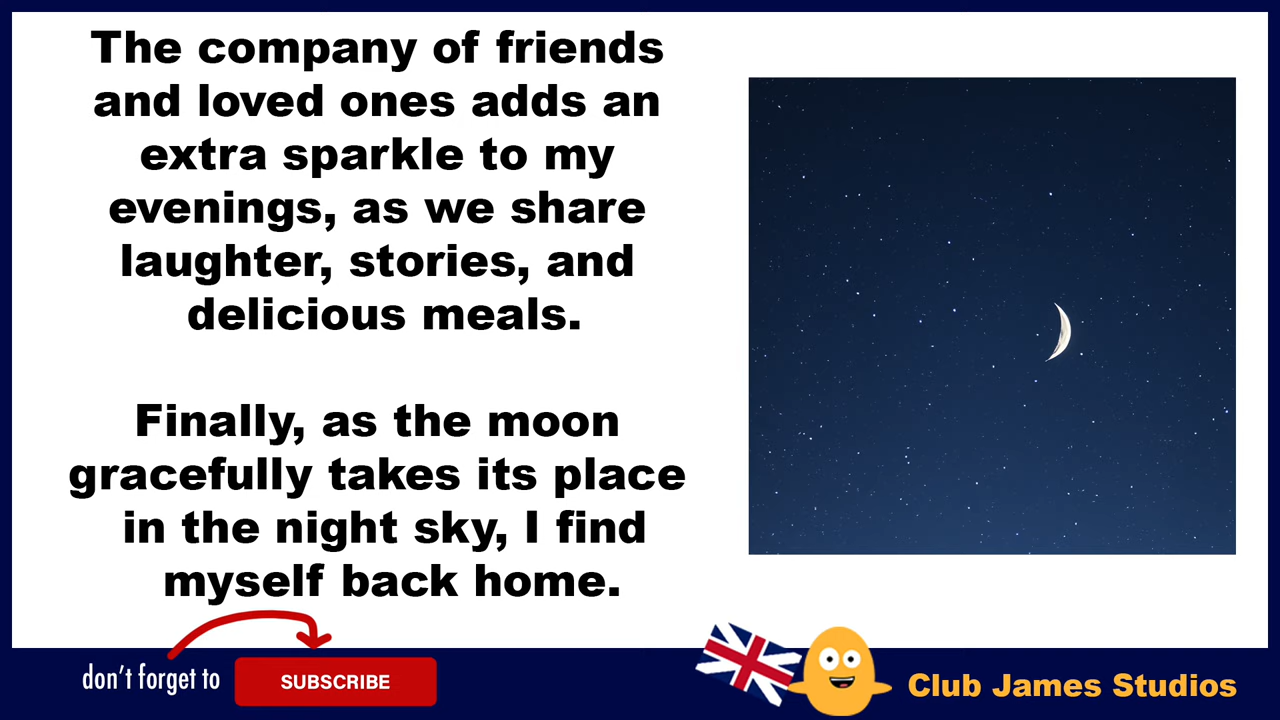 The company of friends
and loved ones adds an
extra sparkle to my
evenings, as we share
laughter, stories, and
delicious meals.
Finally, as the moon
gracefully takes its place
in the night sky, I find
myself back home.
don't forget to
SUBSCRIBE
Club James Studios